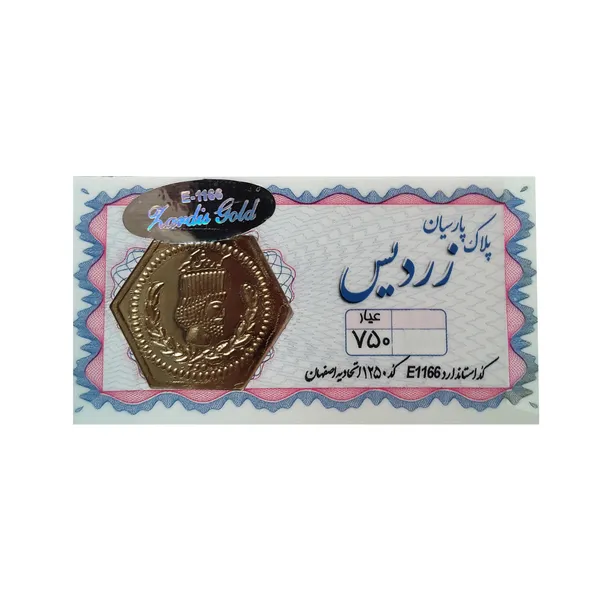 E-1166
Zardis Gold
پلاک پارسیان
زردیس
عیار
۷۵۰
کد استاندارد E1166 کد ۱۲۵۰ اتحادیه اصفهان